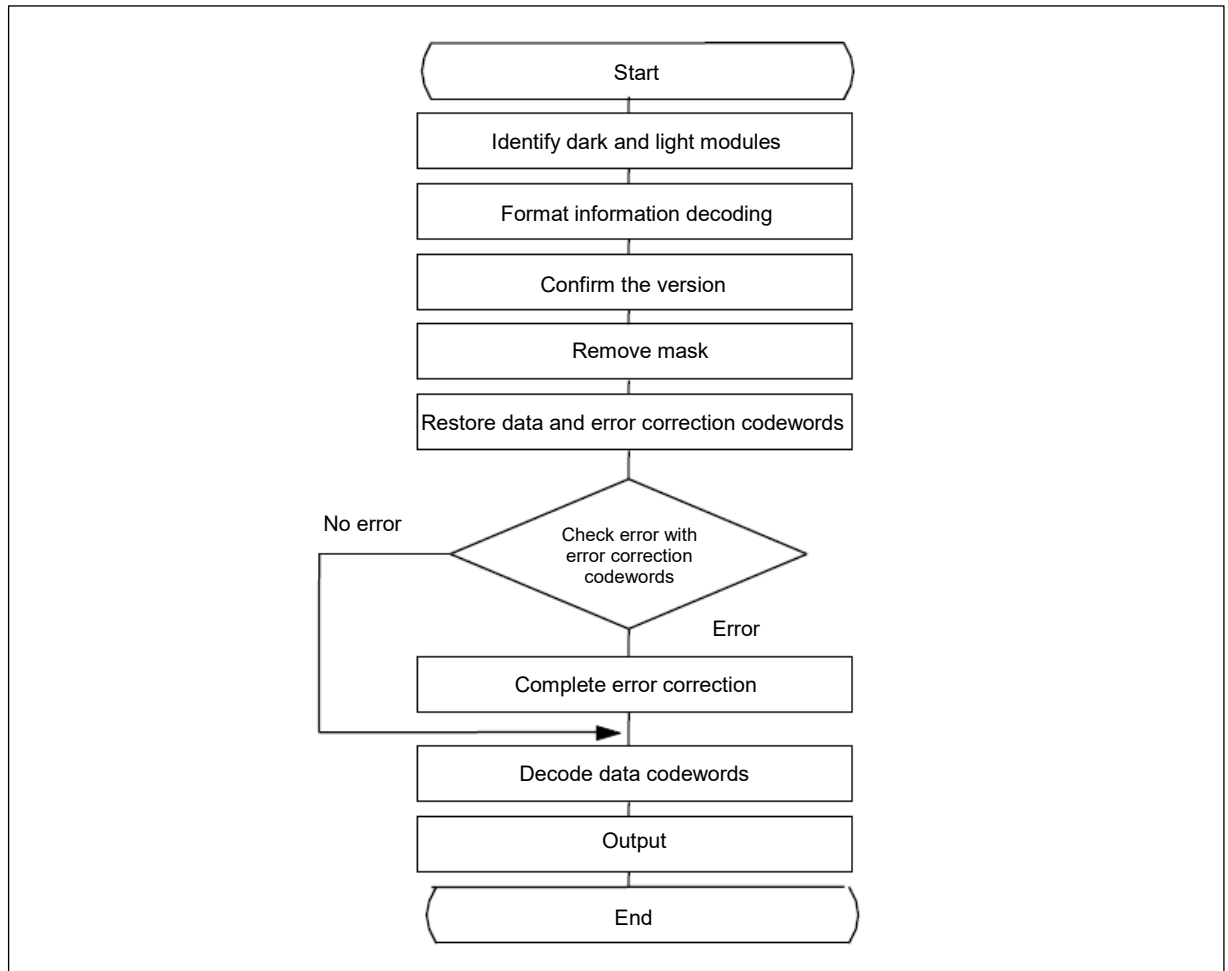 Start
Identify dark and light modules
Format information decoding
Confirm the version
Remove mask
Restore data and error correction codewords
No error
Check error with
error correction
codewords
Error
Complete error correction
Decode data codewords
Output
End